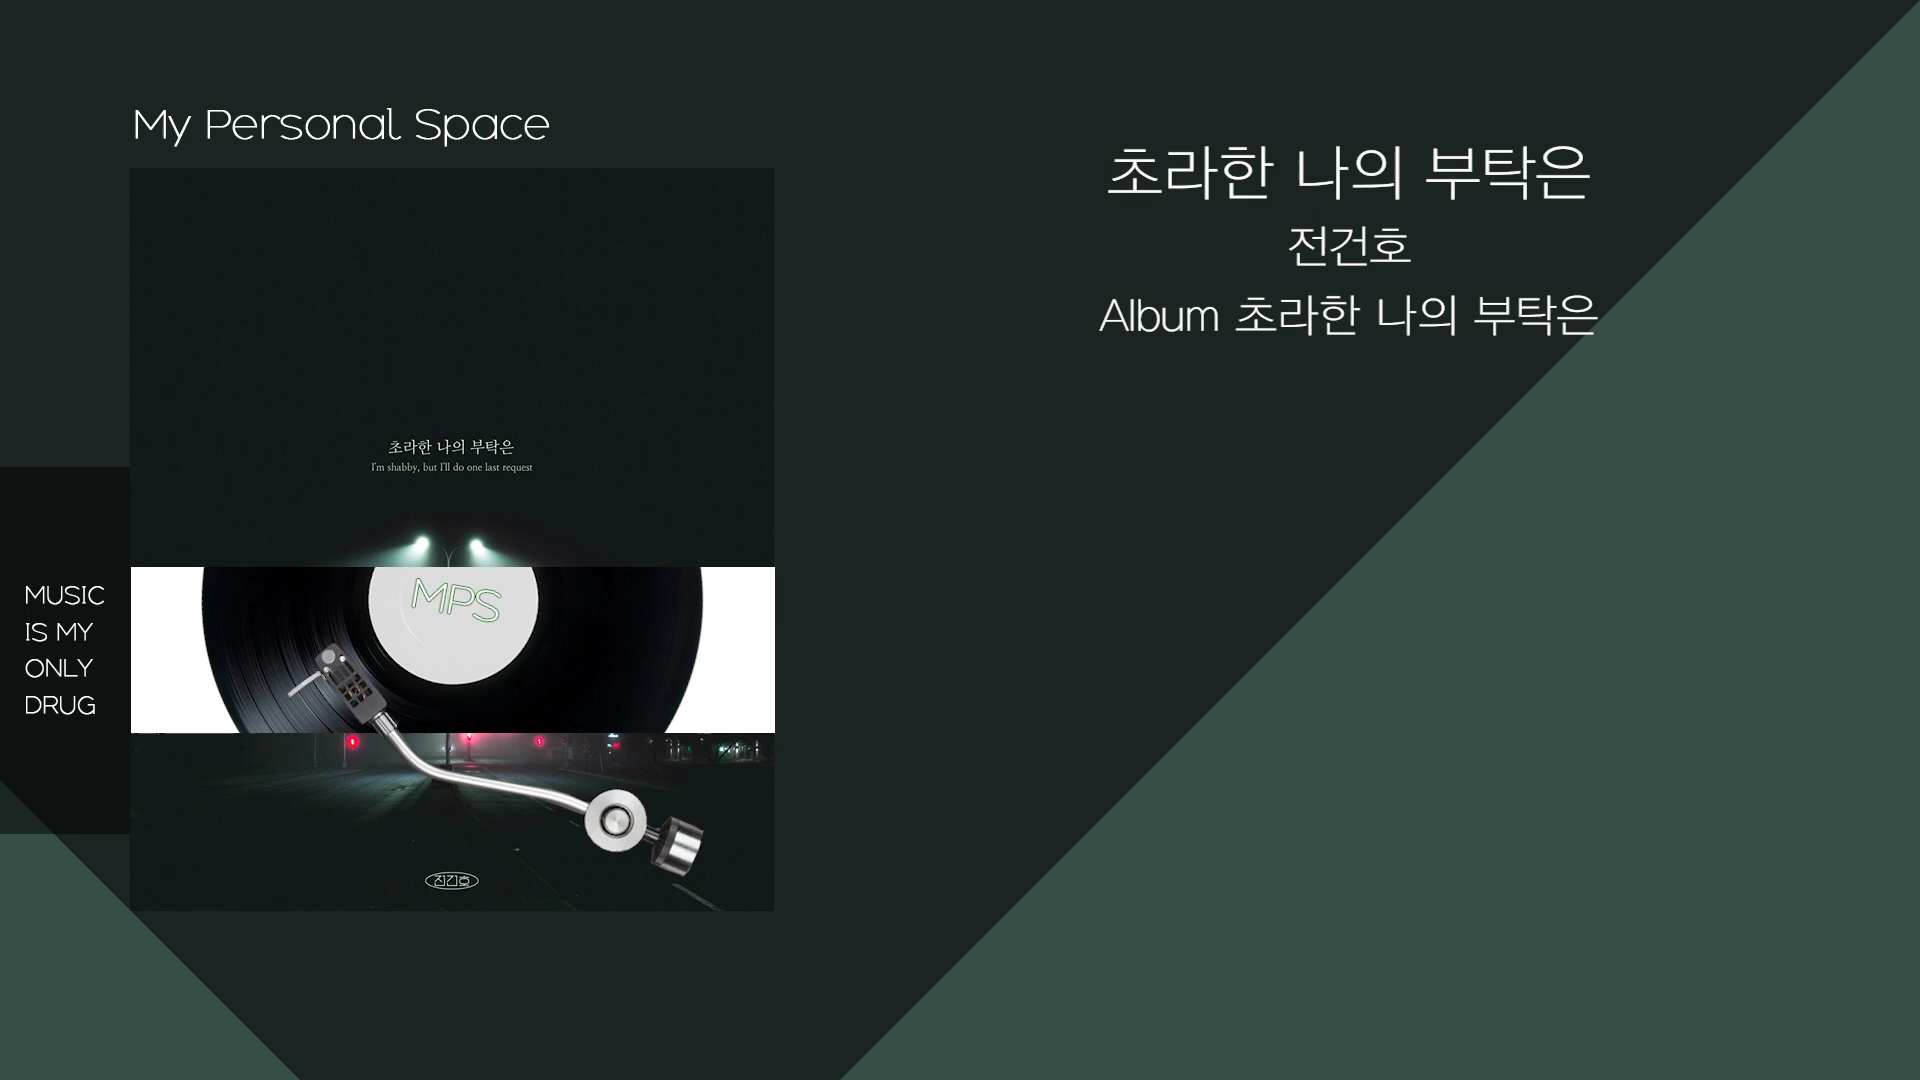 My Personal Space
초라한 나의 부탁은
전건호
Album 초라한 나의 부탁은
초라한 나의 부탁은
I'm shabby, but I'll do one last request
MPS
MUSIC
IS MY
ONLY
DRUG
전건호